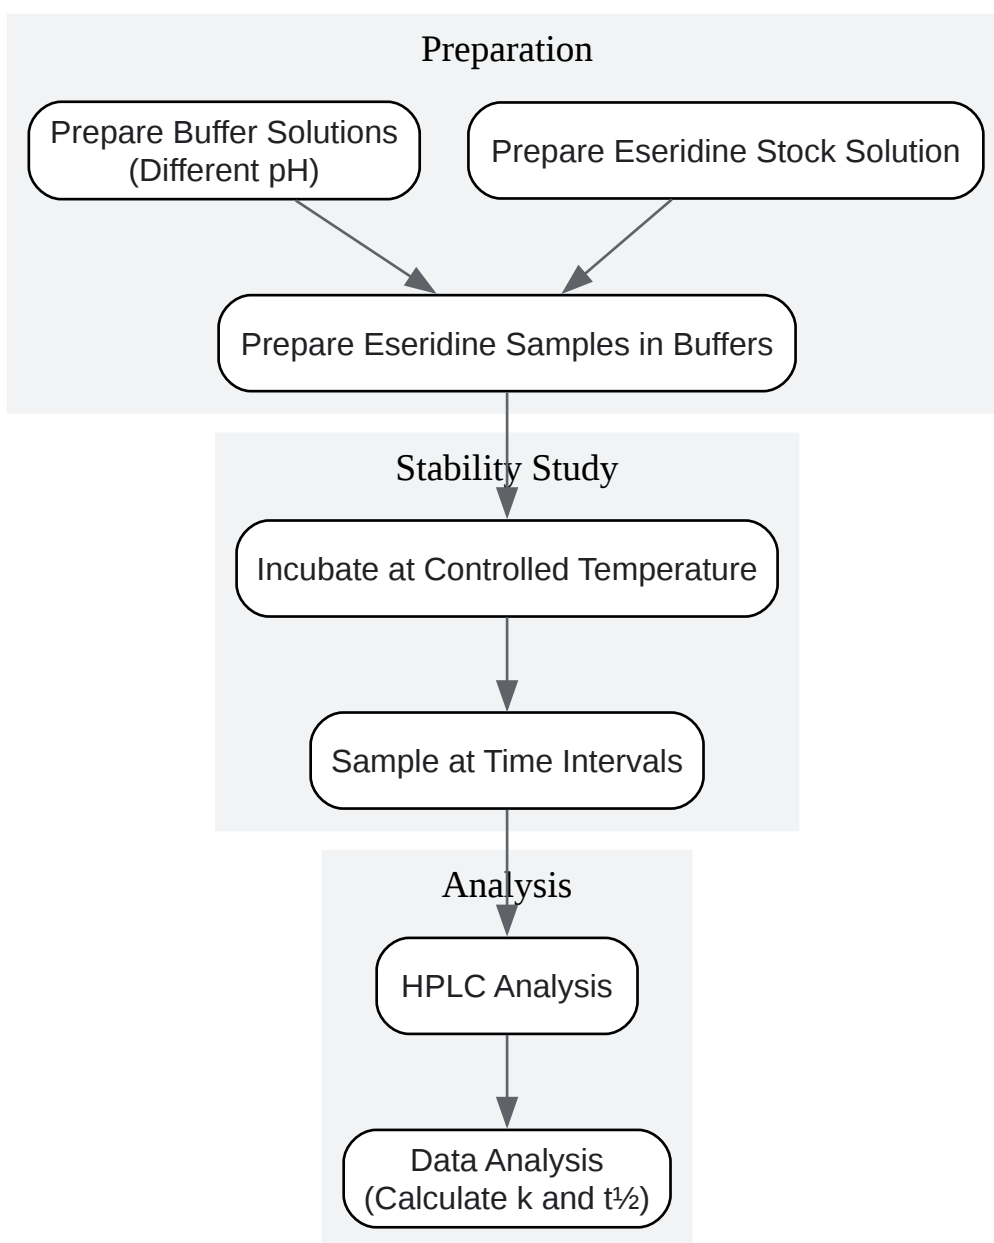 Preparation
Prepare Buffer Solutions
(Different pH)
Prepare Eseridine Stock Solution
Prepare Eseridine Samples in Buffers
Stability Study
Incubate at Controlled Temperature
Sample at Time Intervals
Analysis
HPLC Analysis
Data Analysis
(Calculate k and t½)